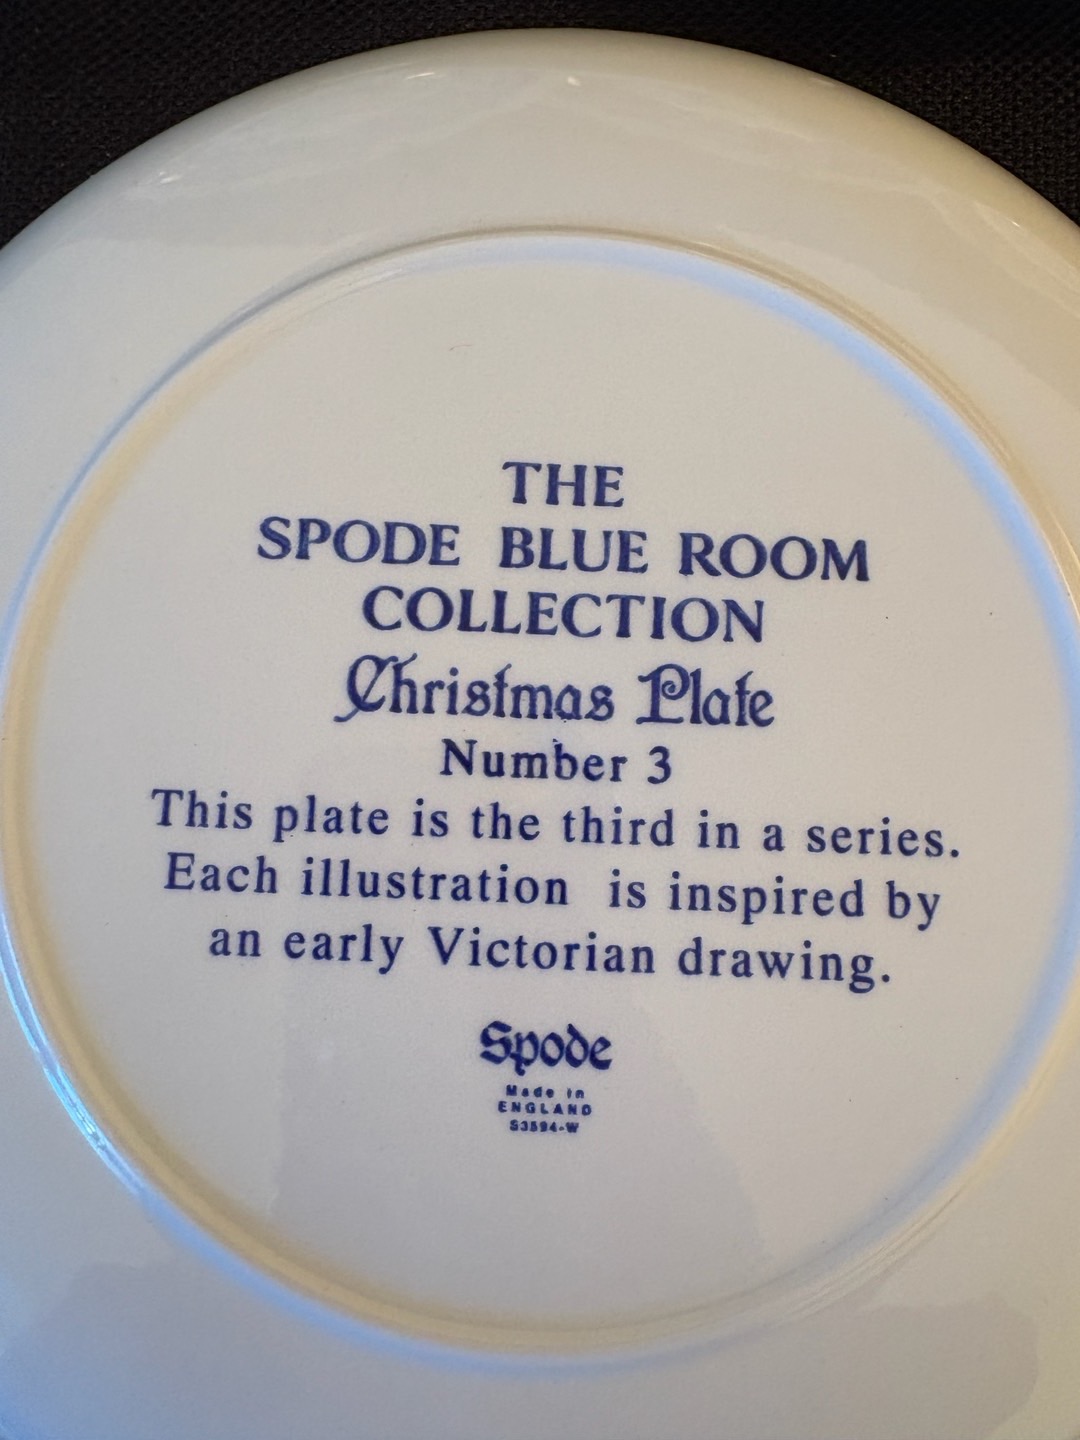 THE
SPODE BLUE ROOM
COLLECTION
Christmas Plate
Number 3
This plate is the third in a series.
Each illustration is inspired by
an early Victorian drawing.
Spode
Made in
ENGLAND
S3594-W